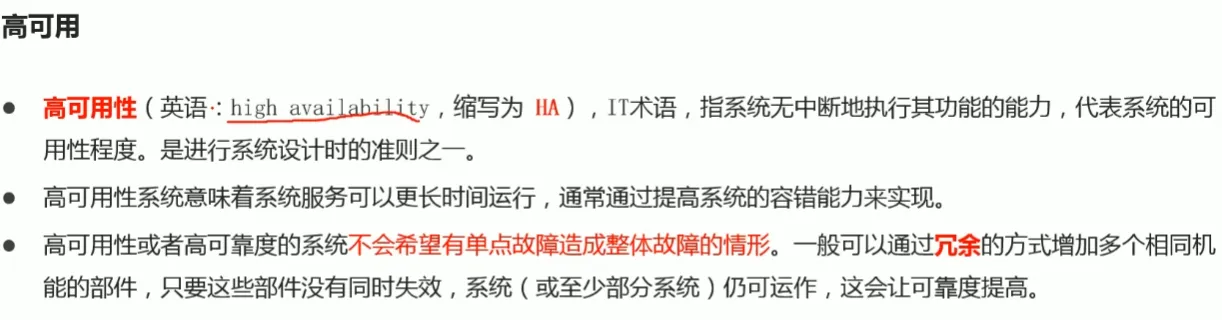 高可用
● 高可用性（英语：high availability，缩写为 HA），IT术语，指系统无中断地执行其功能的能力，代表系统的可
用性程度。是进行系统设计时的准则之一。
● 高可用性系统意味着系统服务可以更长时间运行，通常通过提高系统的容错能力来实现。
● 高可用性或者高可靠度的系统不会希望有单点故障造成整体故障的情形。一般可以通过冗余的方式增加多个相同机
能的部件，只要这些部件没有同时失效，系统（或至少部分系统）仍可运作，这会让可靠度提高。